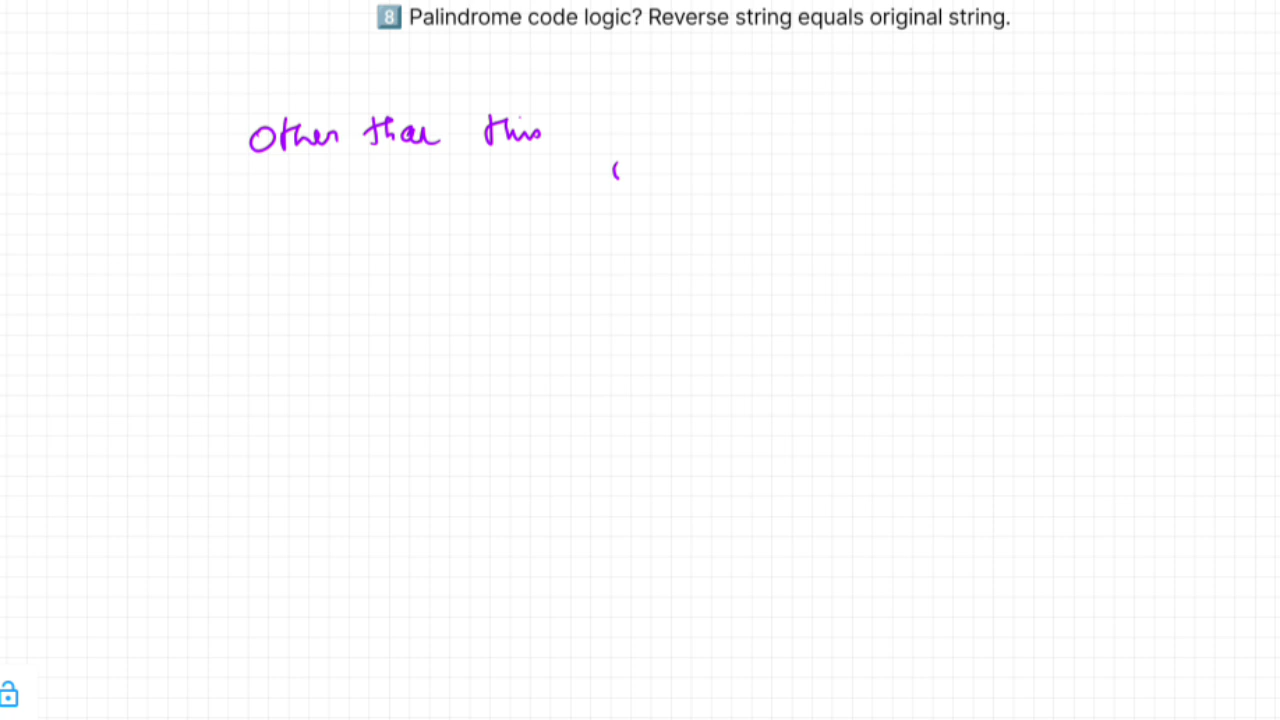 8️⃣ Palindrome code logic? Reverse string equals original string.
Other than this
(